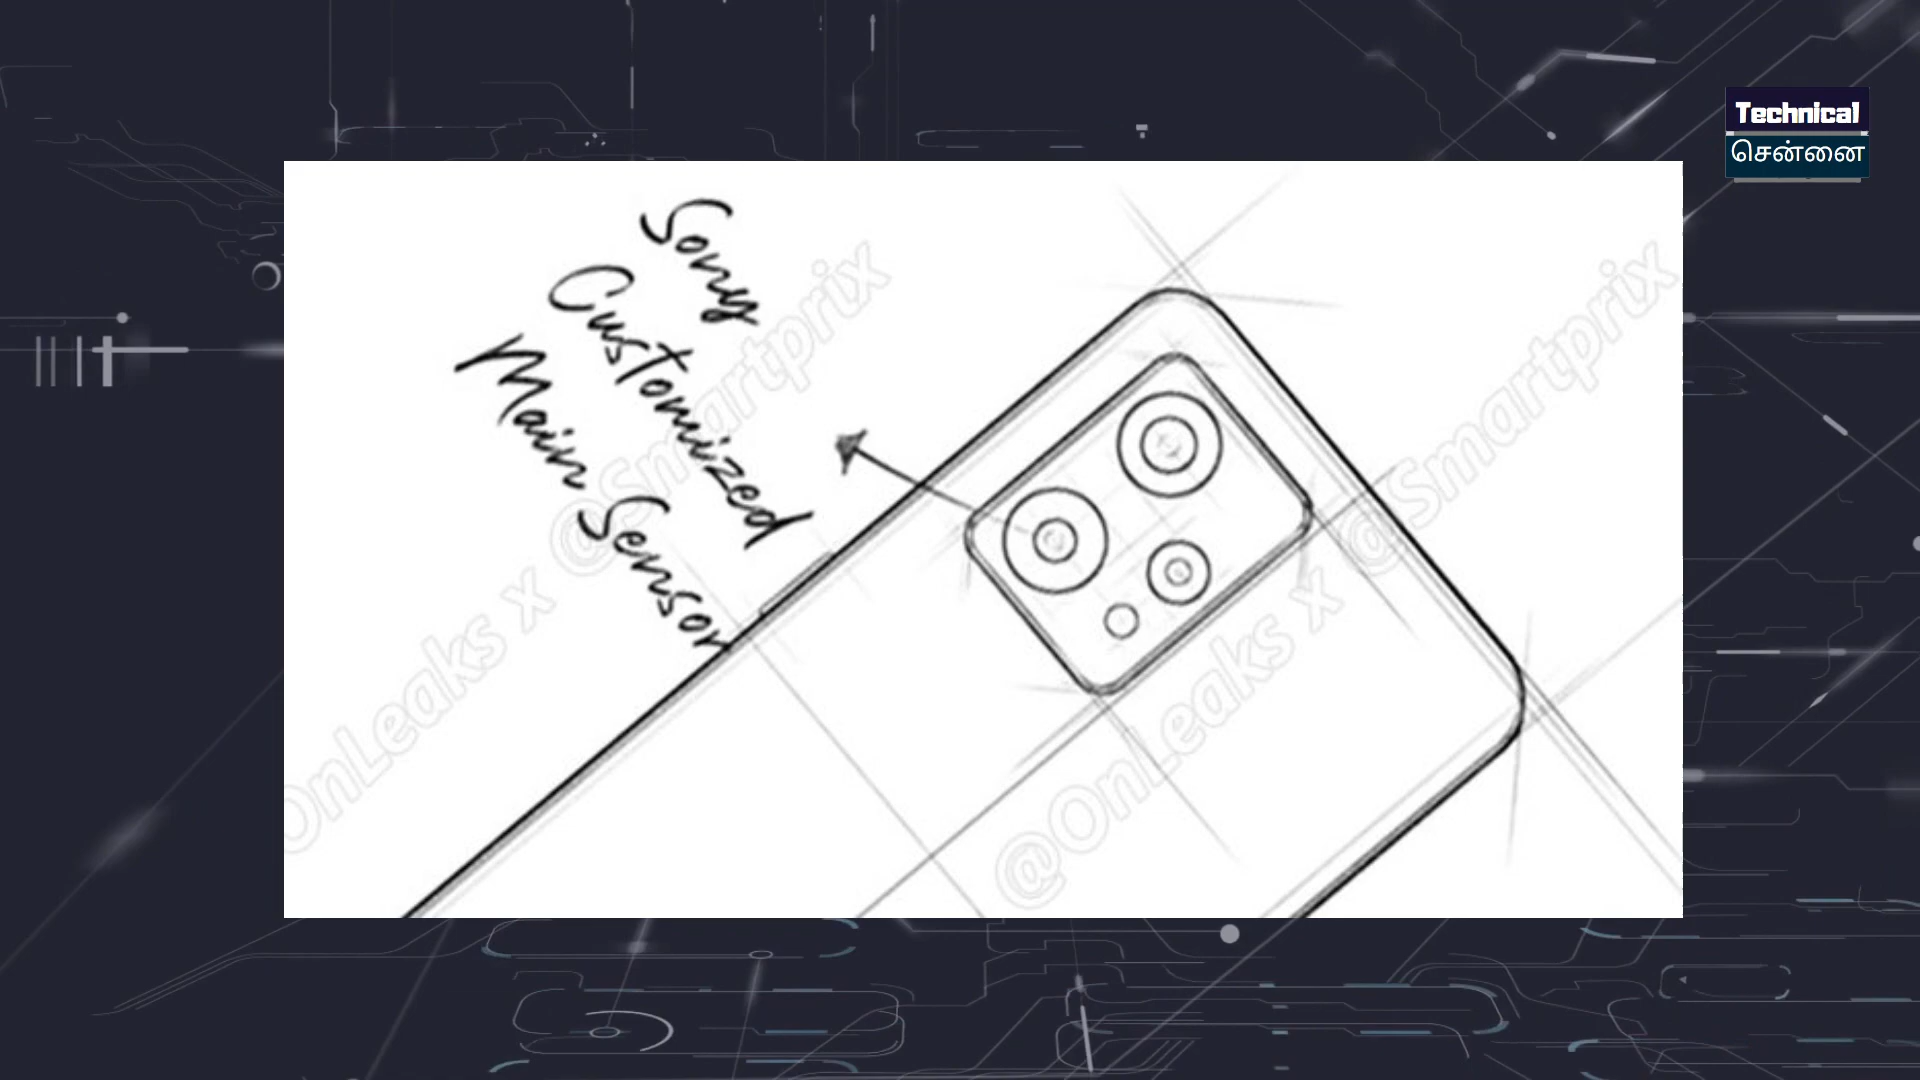 Technical
சென்னை
Sony
Customized
Main Sensor
@OnLeaks x @Smartprix
@OnLeaks x @Smartprix